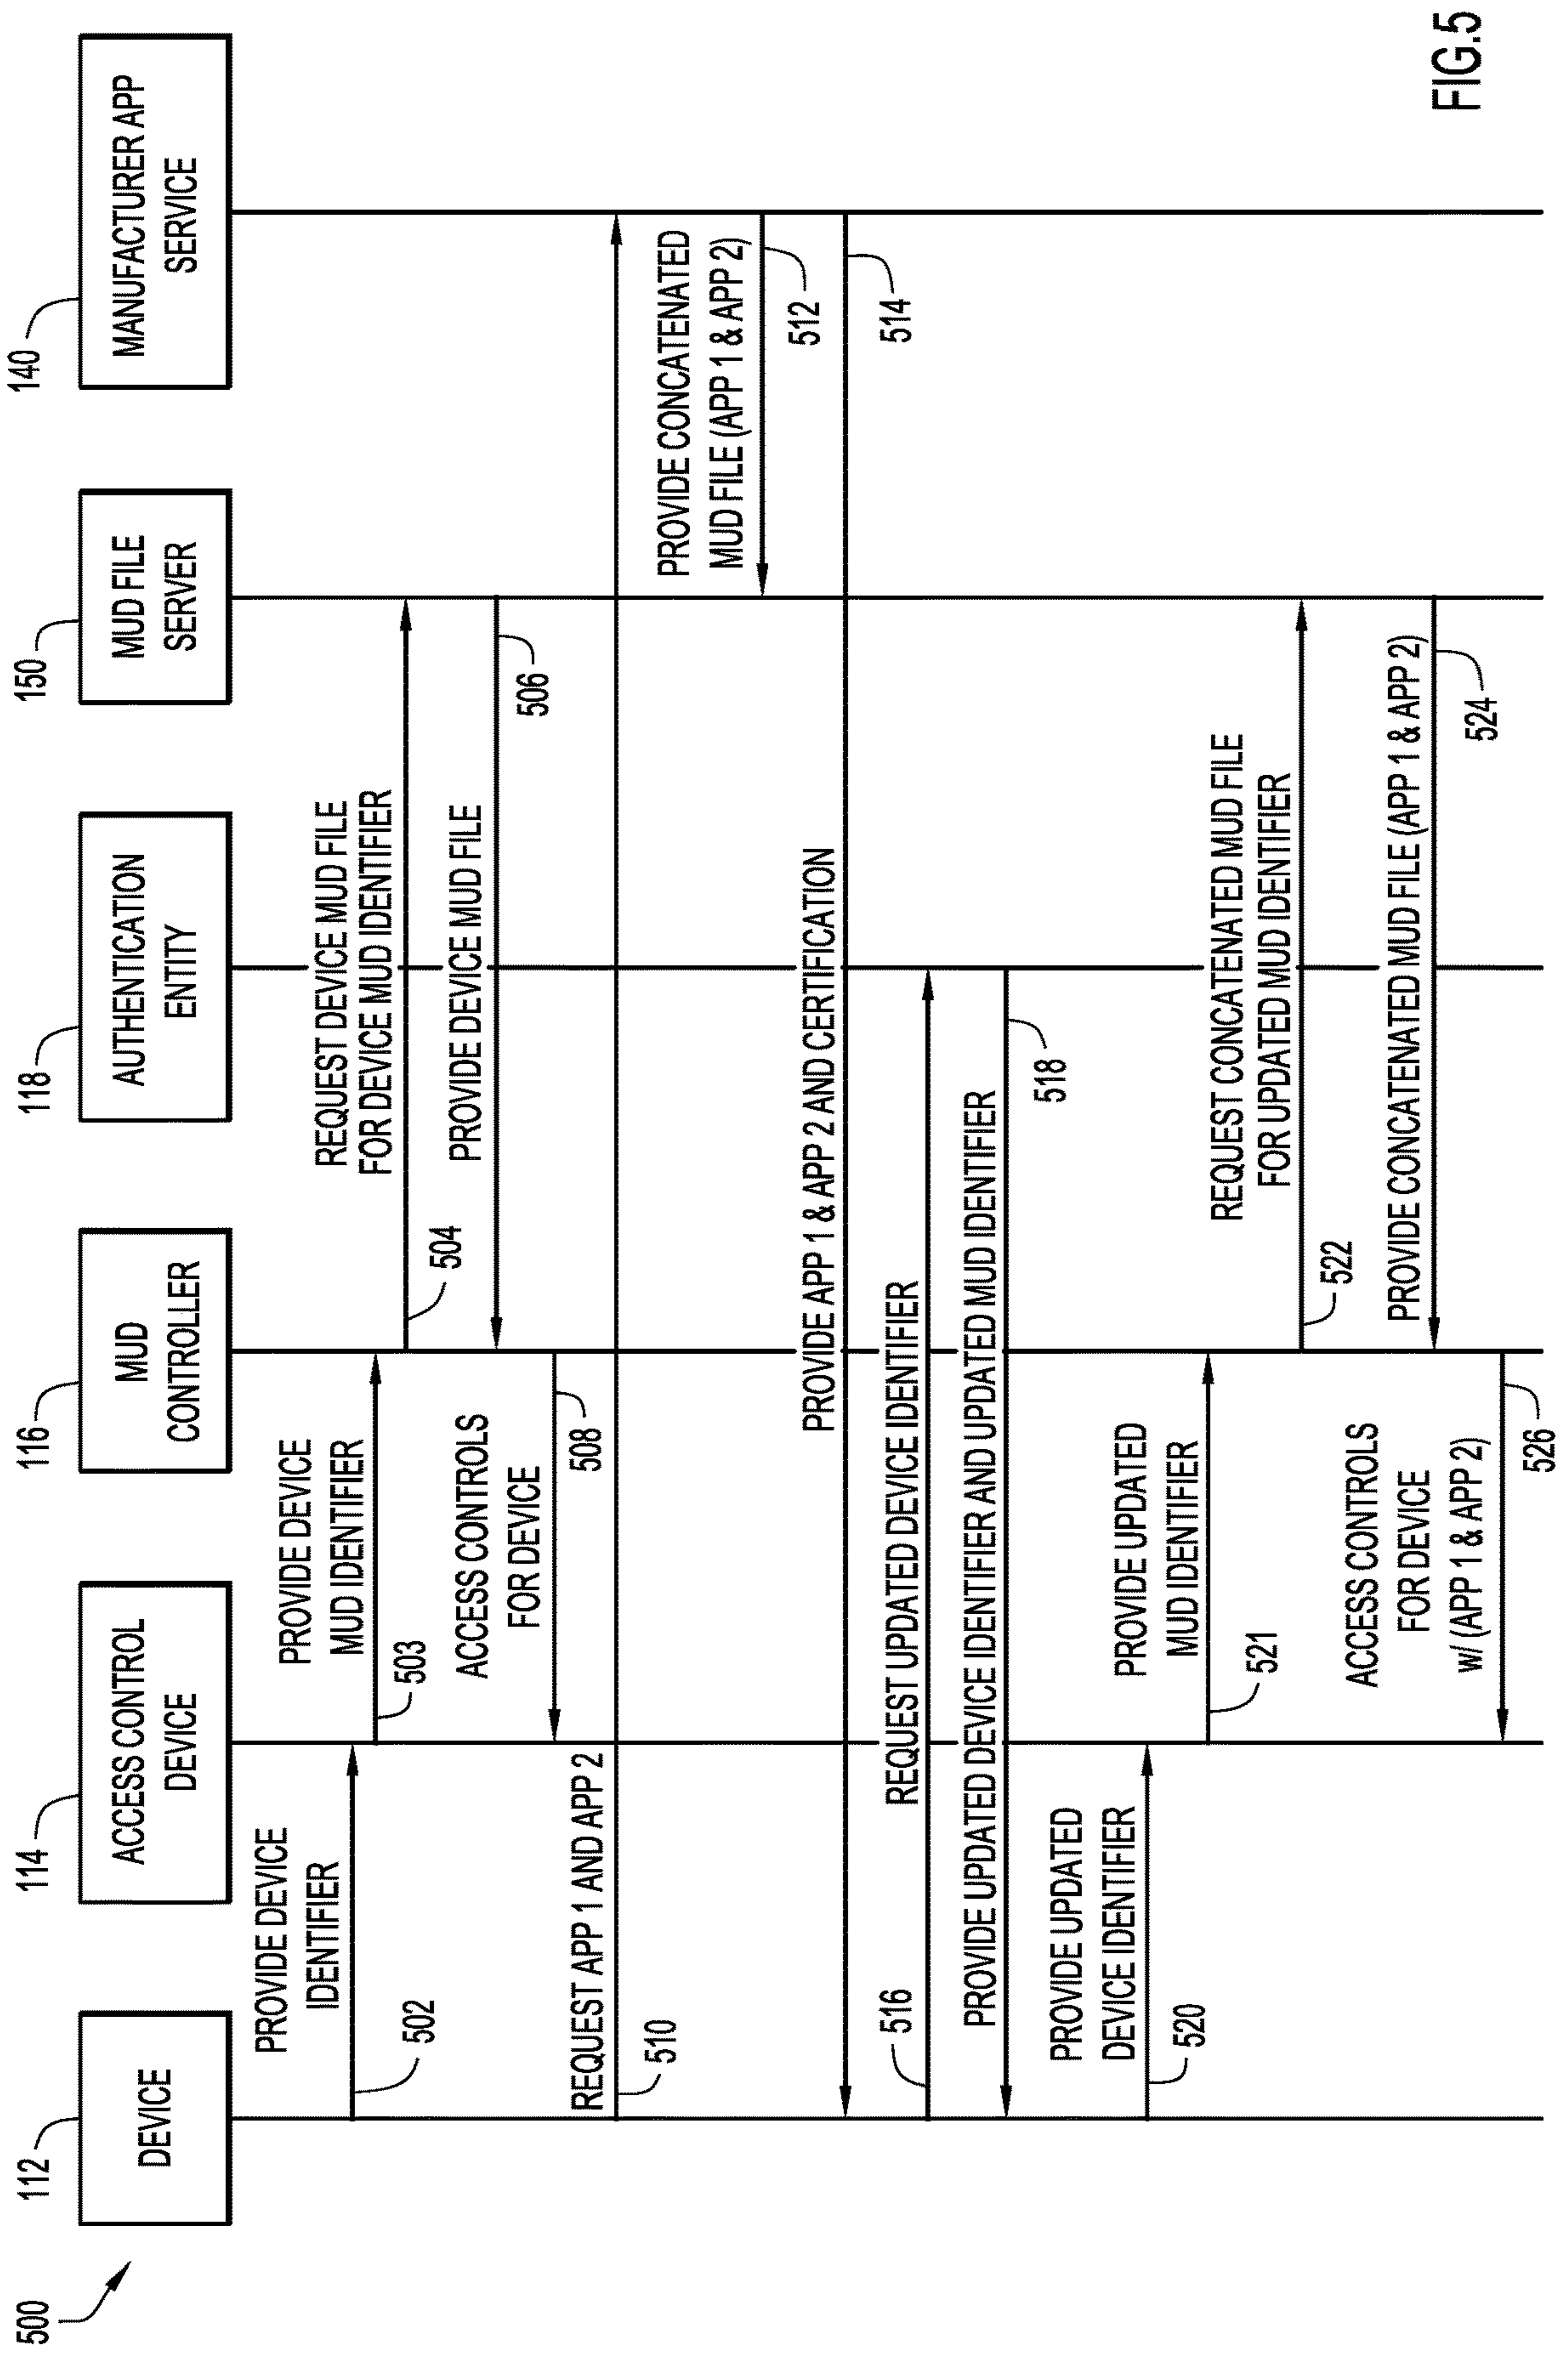 500
112
DEVICE
114
ACCESS CONTROL
DEVICE
116
MUD
CONTROLLER
118
AUTHENTICATION
ENTITY
150
MUD FILE
SERVER
140
MANUFACTURER APP
SERVICE
PROVIDE DEVICE
IDENTIFIER
502
PROVIDE DEVICE
MUD IDENTIFIER
503
REQUEST DEVICE MUD FILE
FOR DEVICE MUD IDENTIFIER
504
PROVIDE DEVICE MUD FILE
506
ACCESS CONTROLS
FOR DEVICE
508
REQUEST APP 1 AND APP 2
510
PROVIDE CONCATENATED
MUD FILE (APP 1 & APP 2)
512
PROVIDE APP 1 & APP 2 AND CERTIFICATION
514
REQUEST UPDATED DEVICE IDENTIFIER
516
PROVIDE UPDATED DEVICE IDENTIFIER AND UPDATED MUD IDENTIFIER
518
PROVIDE UPDATED
DEVICE IDENTIFIER
520
PROVIDE UPDATED
MUD IDENTIFIER
521
REQUEST CONCATENATED MUD FILE
FOR UPDATED MUD IDENTIFIER
522
PROVIDE CONCATENATED MUD FILE (APP 1 & APP 2)
524
ACCESS CONTROLS
FOR DEVICE
w/ (APP 1 & APP 2)
526
FIG.5